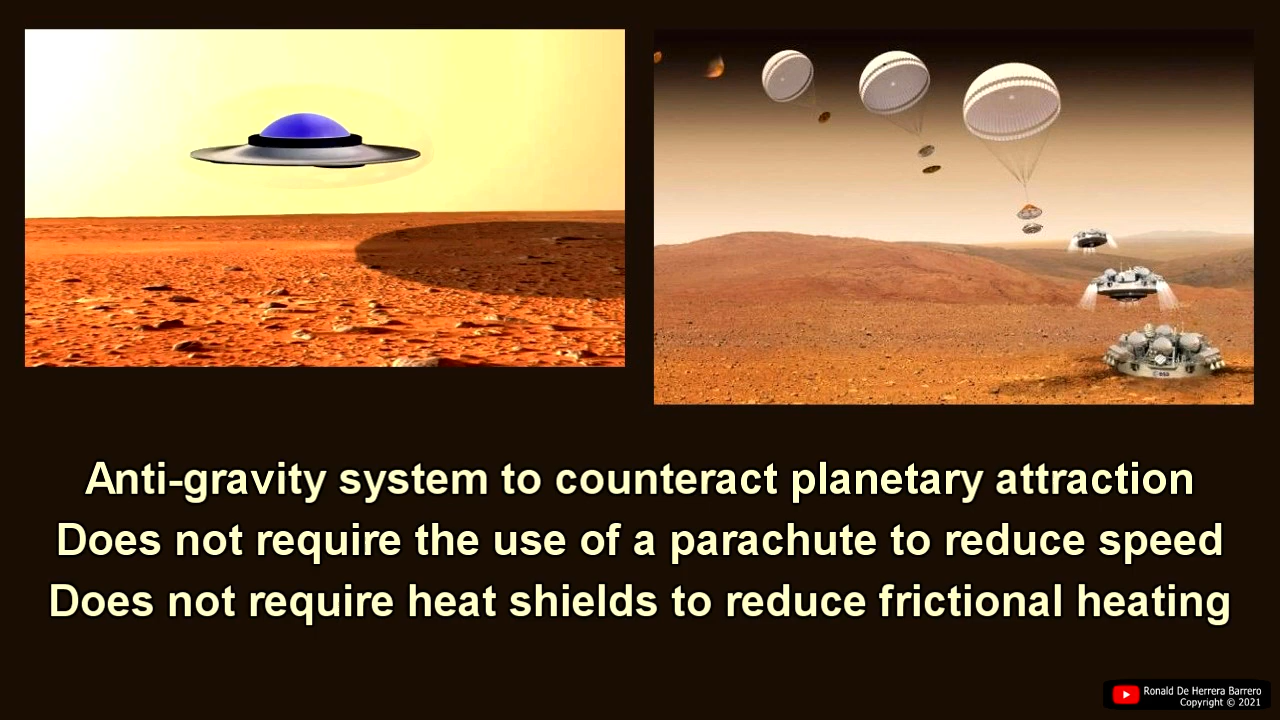 Anti-gravity system to counteract planetary attraction
Does not require the use of a parachute to reduce speed
Does not require heat shields to reduce frictional heating
Ronald De Herrera Barrero
Copyright © 2021